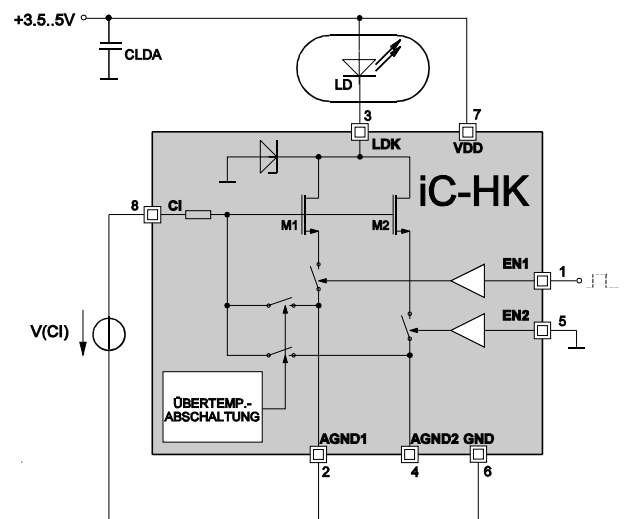 +3.5..5V
CLDA
LD
3
7
LDK
VDD
iC-HK
8
CI
M1
M2
EN1
1
EN2
5
V(CI)
ÜBERTEMP.-
ABSCHALTUNG
AGND1
AGND2
GND
2
4
6